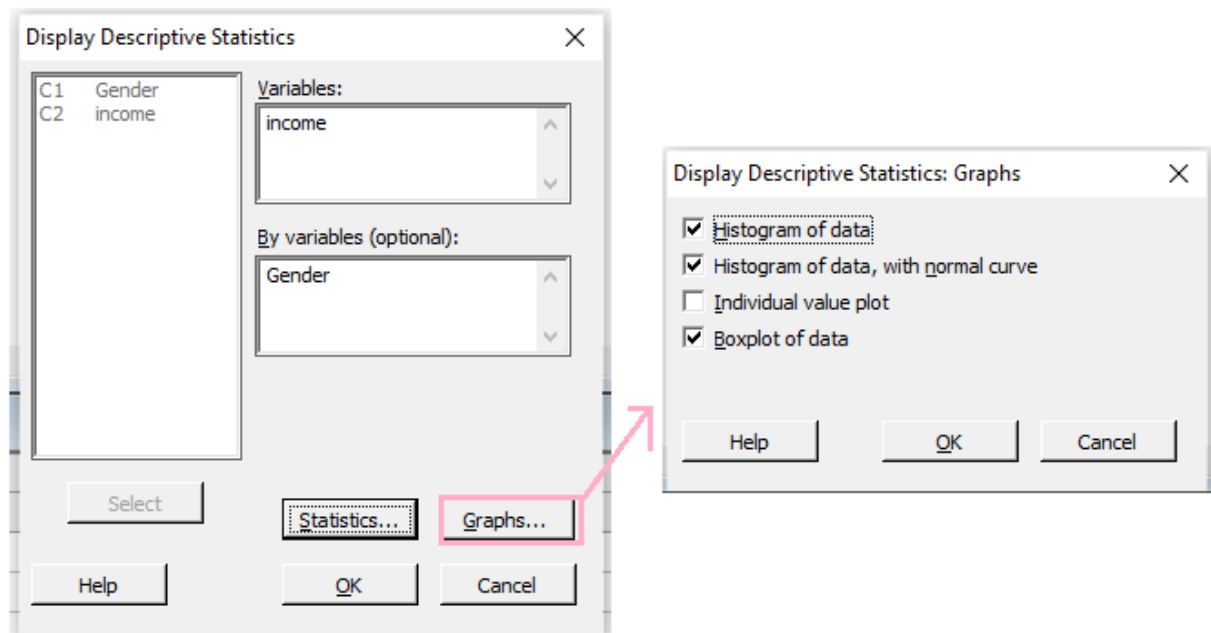 Display Descriptive Statistics
C1 Gender
C2 income
Variables:
income
By variables (optional):
Gender
Select
Statistics...
Graphs...
Help
OK
Cancel
Display Descriptive Statistics: Graphs
Histogram of data
Histogram of data, with normal curve
Individual value plot
Boxplot of data
Help
OK
Cancel